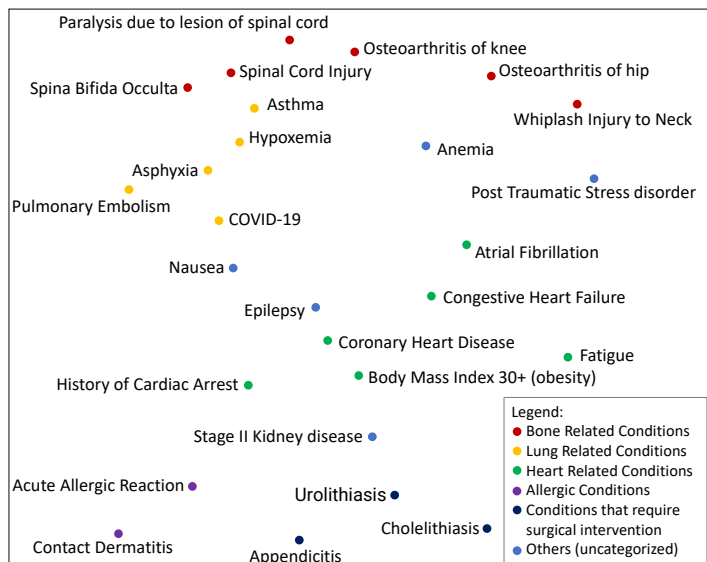 Paralysis due to lesion of spinal cord
Osteoarthritis of knee
Spinal Cord Injury
Osteoarthritis of hip
Spina Bifida Occulta
Asthma
Whiplash Injury to Neck
Hypoxemia
Anemia
Asphyxia
Post Traumatic Stress disorder
Pulmonary Embolism
COVID-19
Atrial Fibrillation
Nausea
Congestive Heart Failure
Epilepsy
Coronary Heart Disease
Fatigue
Body Mass Index 30+ (obesity)
History of Cardiac Arrest
Stage II Kidney disease
Acute Allergic Reaction
Urolithiasis
Cholelithiasis
Contact Dermatitis
Appendicitis
Legend:
Bone Related Conditions
Lung Related Conditions
Heart Related Conditions
Allergic Conditions
Conditions that require
surgical intervention
Others (uncategorized)